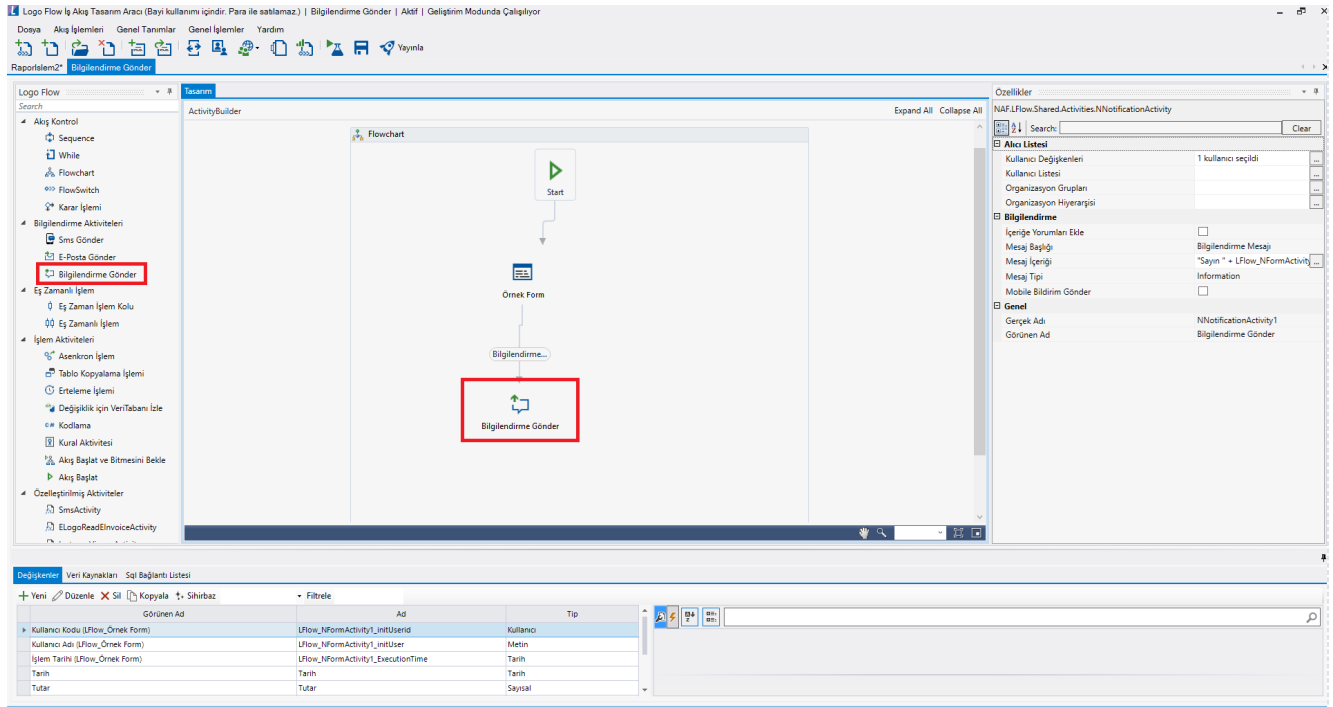 Logo Flow İş Akış Tasarım Aracı (Bayi kullanımı içindir. Para ile satılamaz.) | Bilgilendirme Gönder | Aktif | Geliştirim Modunda Çalışılıyor
Dosya Akış İşlemleri Genel Tanımlar Genel İşlemler Yardım
Yayınla
RaporIslem2* Bilgilendirme Gönder
Logo Flow
Search
Akış Kontrol
Sequence
While
Flowchart
FlowSwitch
Karar İşlemi
Bilgilendirme Aktiviteleri
Sms Gönder
E-Posta Gönder
Bilgilendirme Gönder
Eş Zamanlı İşlem
Eş Zaman İşlem Kolu
Eş Zamanlı İşlem
İşlem Aktiviteleri
Asenkron İşlem
Tablo Kopyalama İşlemi
Erteleme İşlemi
Değişiklik için VeriTabanı İzle
Kodlama
Kural Aktivitesi
Akış Başlat ve Bitmesini Bekle
Akış Başlat
Özelleştirilmiş Aktiviteler
SmsActivity
ELogoReadEInvoiceActivity
Tasarım
ActivityBuilder Expand All Collapse All
Flowchart
Start
Örnek Form
Bilgilendirme...
Bilgilendirme Gönder
Özellikler
NAF.LFlow.Shared.Activities.NNotificationActivity
Search: Clear
Alıcı Listesi
Kullanıcı Değişkenleri 1 kullanıcı seçildi ...
Kullanıcı Listesi ...
Organizasyon Grupları ...
Organizasyon Hiyerarşisi ...
Bilgilendirme
İçeriğe Yorumları Ekle
Mesaj Başlığı Bilgilendirme Mesajı
Mesaj İçeriği "Sayın " + LFlow_NFormActivity ...
Mesaj Tipi Information
Mobile Bildirim Gönder
Genel
Gerçek Adı NNotificationActivity1
Görünen Ad Bilgilendirme Gönder
Değişkenler Veri Kaynakları Sql Bağlantı Listesi
Yeni Düzenle Sil Kopyala Sihirbaz Filtrele
Görünen Ad Ad Tip
Kullanıcı Kodu (LFlow_Örnek Form) LFlow_NFormActivity1_initUserid Kullanıcı
Kullanıcı Adı (LFlow_Örnek Form) LFlow_NFormActivity1_initUser Metin
İşlem Tarihi (LFlow_Örnek Form) LFlow_NFormActivity1_ExecutionTime Tarih
Tarih Tarih Tarih
Tutar Tutar Sayısal